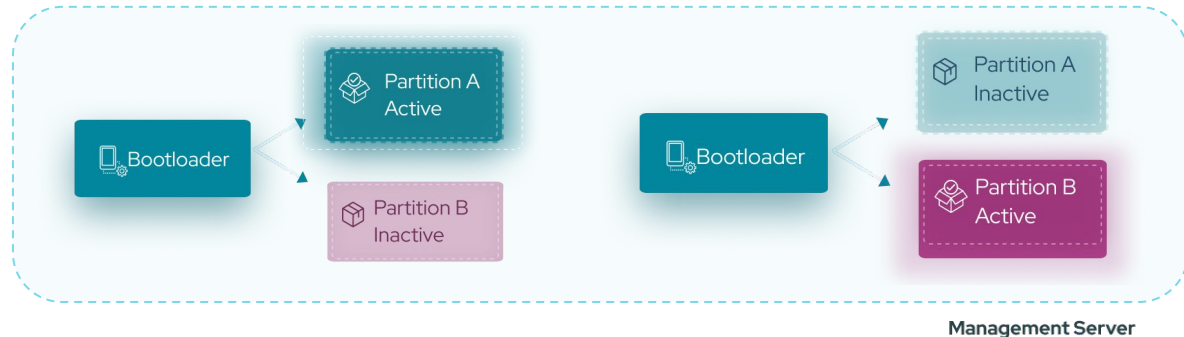 Bootloader
Partition A
Active
Partition B
Inactive
Bootloader
Partition A
Inactive
Partition B
Active
Management Server